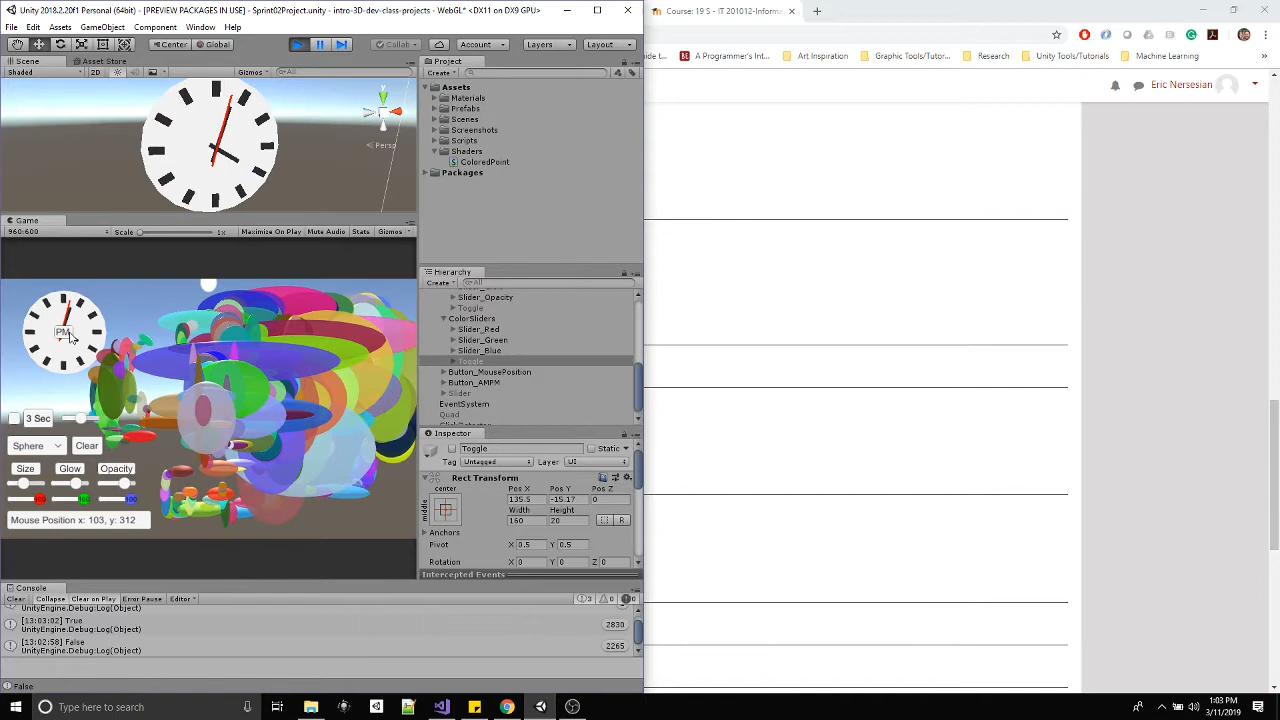 Unity 2018.2.20f1 Personal (64bit) - [PREVIEW PACKAGES IN USE] - Sprint02Project.unity - intro-3D-dev-class-projects - WebGL* <DX11 on DX9 GPU>
File Edit Assets GameObject Component Window Help
Center Global Collab Account Layers Layout
Scene Asset Store
Shaded 2D Gizmos All
y
Persp
Game
960:600 Scale 1x Maximize On Play Mute Audio Stats Gizmos
PM
3 Sec
Sphere Clear
Size Glow Opacity
Mouse Position x: 103, y: 312
Project
Create
Assets
Materials
Prefabs
Scenes
Screenshots
Scripts
Shaders
ColoredPoint
Packages
Hierarchy
Create All
Slider_Opacity
Toggle
ColorSliders
Slider_Red
Slider_Green
Slider_Blue
Toggle
Button_MousePosition
Button_AMPM
Slider
EventSystem
Quad
Inspector
Toggle Static
Tag Untagged Layer UI
Rect Transform
center Pos X Pos Y Pos Z
middle 135.5 -15.17 0
Width Height
160 20 R
Anchors
Pivot X 0.5 Y 0.5
Rotation X 0 Y 0 Z 0
Intercepted Events
Console
Clear Collapse Clear on Play Error Pause Editor 3 0 0
UnityEngine.Debug:Log(Object)
[13:03:02] True
UnityEngine.Debug:Log(Object) 2830
[13:02:58] False
UnityEngine.Debug:Log(Object) 2265
False
Course: 19 S - IT 201012-Informa
A Programmer's Int... Art Inspiration Graphic Tools/Tutor... Research Unity Tools/Tutorials Machine Learning
Eric Nersesian
Type here to search
1:03 PM
3/11/2019